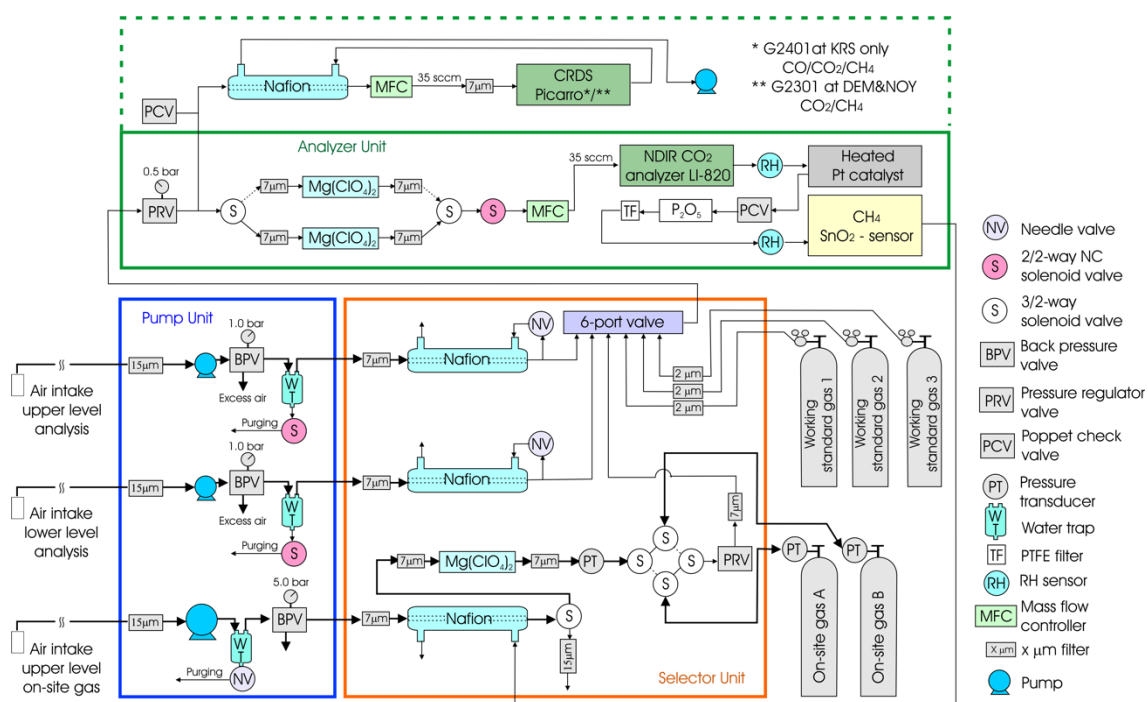 * G2401at KRS only
CO/CO₂/CH₄
** G2301 at DEM&NOY
CO₂/CH₄
Nafion
MFC
35 sccm
7μm
CRDS
Picarro*/**
PCV
Analyzer Unit
0.5 bar
PRV
S
7μm
Mg(ClO₄)₂
7μm
7μm
Mg(ClO₄)₂
7μm
S
S
MFC
35 sccm
NDIR CO₂
analyzer LI-820
RH
Heated
Pt catalyst
TF
P₂O₅
PCV
RH
CH₄
SnO₂ - sensor
Pump Unit
1.0 bar
15μm
BPV
Excess air
W
T
Purging
S
Air intake
upper level
analysis
1.0 bar
15μm
BPV
Excess air
W
T
Purging
S
Air intake
lower level
analysis
5.0 bar
15μm
W
T
BPV
Purging
NV
Air intake
upper level
on-site gas
7μm
Nafion
NV
6-port valve
2 μm
2 μm
2 μm
7μm
Nafion
NV
7μm
7μm
Mg(ClO₄)₂
7μm
PT
S
S
S
S
PRV
7μm
Nafion
S
15μm
Selector Unit
Working
standard gas 1
Working
standard gas 2
Working
standard gas 3
PT
PT
On-site gas A
On-site gas B
NV
Needle valve
S
2/2-way NC
solenoid valve
S
3/2-way
solenoid valve
BPV
Back pressure
valve
PRV
Pressure regulator
valve
PCV
Poppet check
valve
PT
Pressure
transducer
W
T
Water trap
TF
PTFE filter
RH
RH sensor
MFC
Mass flow
controller
X μm
x μm filter
Pump